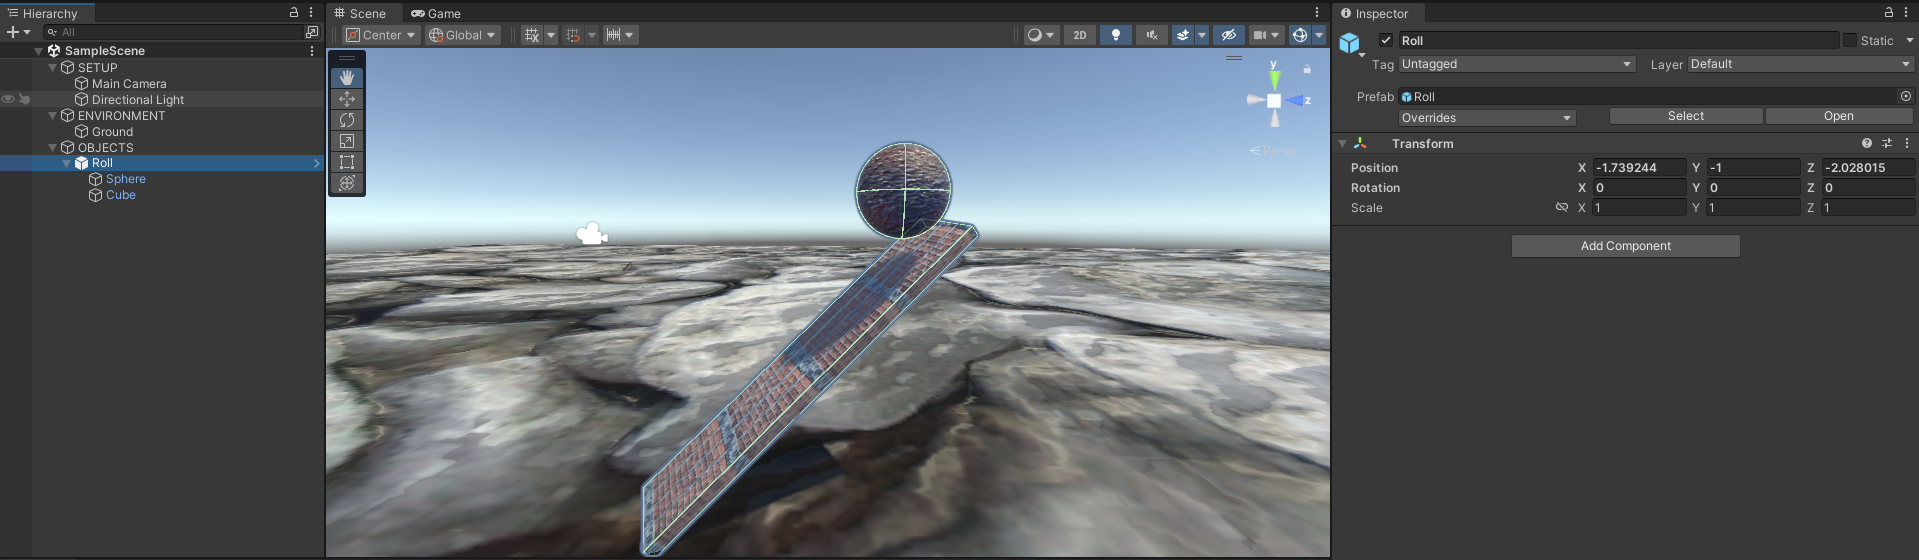 Hierarchy
All
SampleScene
SETUP
Main Camera
Directional Light
ENVIRONMENT
Ground
OBJECTS
Roll
Sphere
Cube
Scene Game
Center Global 2D
y
z
Persp
Inspector
Roll Static
Tag Untagged Layer Default
Prefab Roll
Overrides Select Open
Transform
Position X -1.739244 Y -1 Z -2.028015
Rotation X 0 Y 0 Z 0
Scale X 1 Y 1 Z 1
Add Component